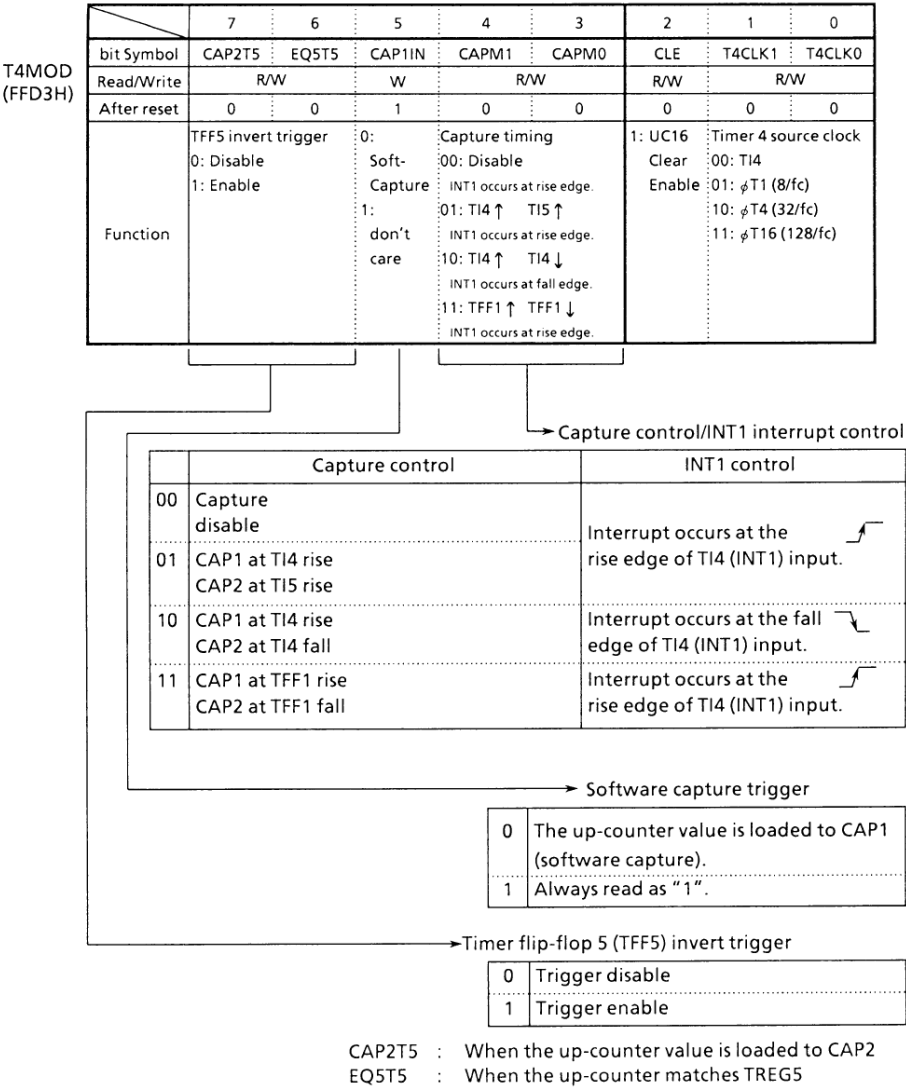 7 6 5 4 3 2 1 0
bit Symbol CAP2T5 EQ5T5 CAP1IN CAPM1 CAPM0 CLE T4CLK1 T4CLK0
T4MOD
(FFD3H)
Read/Write R/W W R/W R/W R/W
After reset 0 0 1 0 0 0 0 0
Function
TFF5 invert trigger
0: Disable
1: Enable
0:
Soft-
Capture
1:
don't
care
Capture timing
00: Disable
INT1 occurs at rise edge.
01: TI4 ↑ TI5 ↑
INT1 occurs at rise edge.
10: TI4 ↑ TI4 ↓
INT1 occurs at fall edge.
11: TFF1 ↑ TFF1 ↓
INT1 occurs at rise edge.
1: UC16
Clear
Enable
Timer 4 source clock
00: TI4
01: φT1 (8/fc)
10: φT4 (32/fc)
11: φT16 (128/fc)
Capture control/INT1 interrupt control
Capture control INT1 control
00 Capture
disable
01 CAP1 at TI4 rise
CAP2 at TI5 rise
Interrupt occurs at the
rise edge of TI4 (INT1) input.
10 CAP1 at TI4 rise
CAP2 at TI4 fall
Interrupt occurs at the fall
edge of TI4 (INT1) input.
11 CAP1 at TFF1 rise
CAP2 at TFF1 fall
Interrupt occurs at the
rise edge of TI4 (INT1) input.
Software capture trigger
0 The up-counter value is loaded to CAP1
(software capture).
1 Always read as "1".
Timer flip-flop 5 (TFF5) invert trigger
0 Trigger disable
1 Trigger enable
CAP2T5 : When the up-counter value is loaded to CAP2
EQ5T5 : When the up-counter matches TREG5